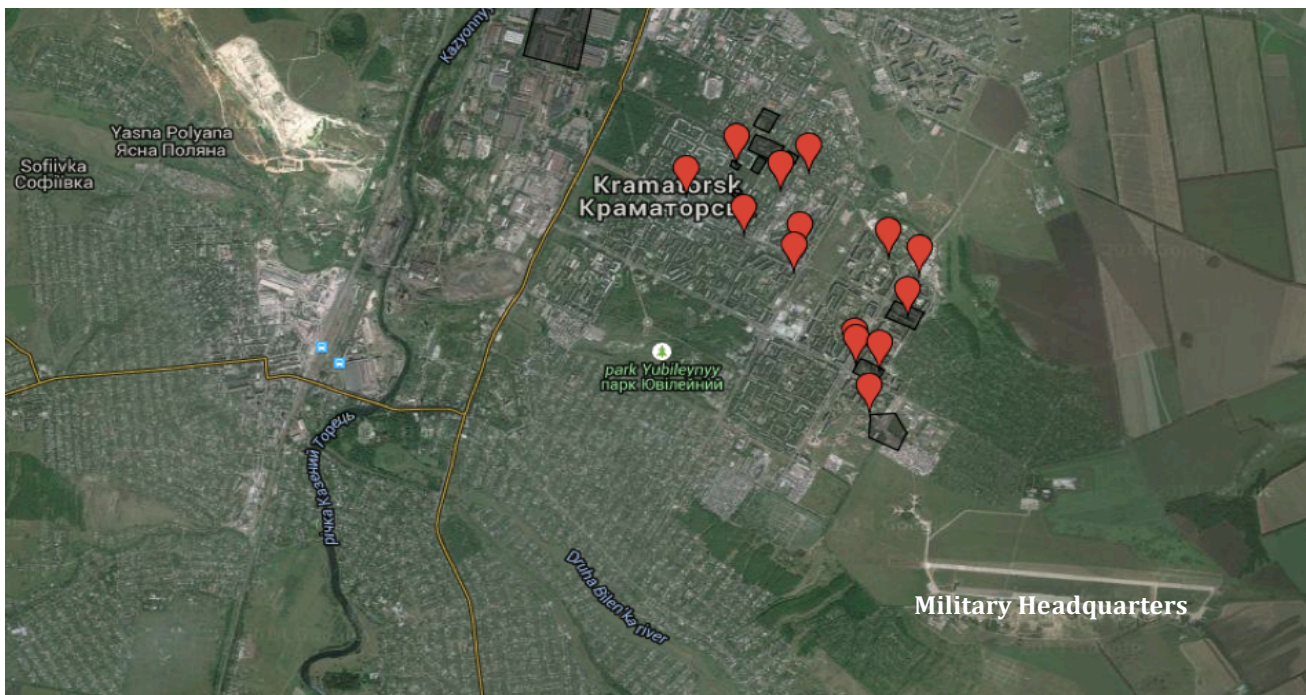 Kazyonnyy
Yasna Polyana
Ясна Поляна
Sofiivka
Софіївка
Kramatorsk
Краматорськ
park Yubileynyy
парк Ювілейний
річка Казений Торець
Druha Bilen'ka river
Military Headquarters